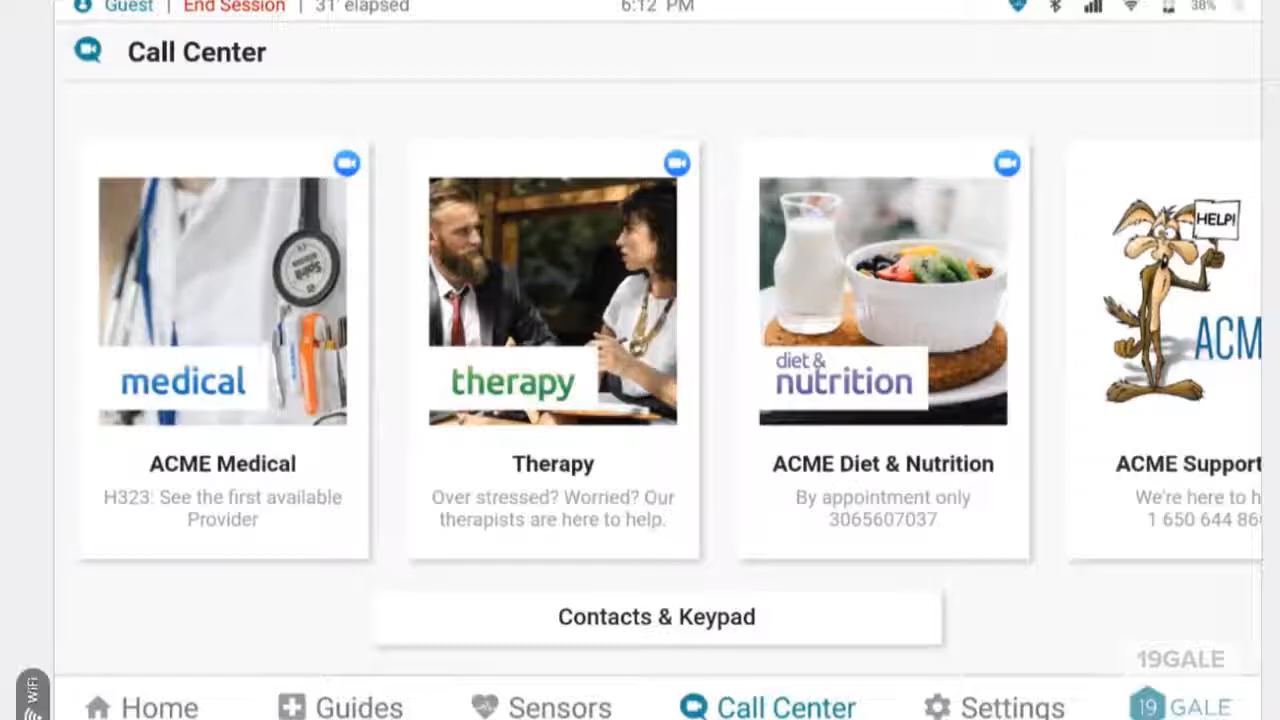 Guest | End Session | 31' elapsed 6:12 PM 38%
Call Center
medical
therapy
diet &
nutrition
HELP!
ACM
ACME Medical
H323: See the first available
Provider
Therapy
Over stressed? Worried? Our
therapists are here to help.
ACME Diet & Nutrition
By appointment only
3065607037
ACME Support
We're here to h
1 650 644 86
Contacts & Keypad
19GALE
WiFi
Home Guides Sensors Call Center Settings 19 GALE